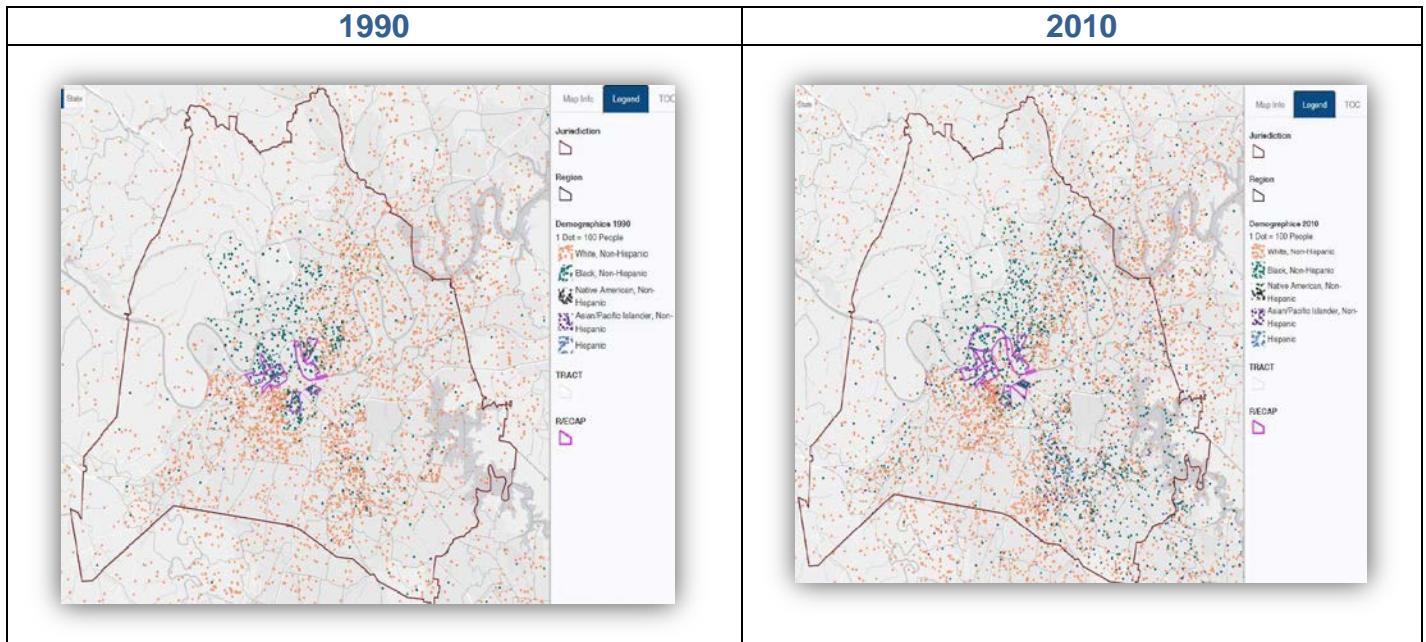 1990
2010
State
Map Info
Legend
TOC
Jurisdiction
Region
Demographics 1990
1 Dot = 100 People
White, Non-Hispanic
Black, Non-Hispanic
Native American, Non-
Hispanic
Asian/Pacific Islander, Non-
Hispanic
Hispanic
TRACT
R/ECAP
State
Map Info
Legend
TOC
Jurisdiction
Region
Demographics 2010
1 Dot = 100 People
White, Non-Hispanic
Black, Non-Hispanic
Native American, Non-
Hispanic
Asian/Pacific Islander, Non-
Hispanic
Hispanic
TRACT
R/ECAP